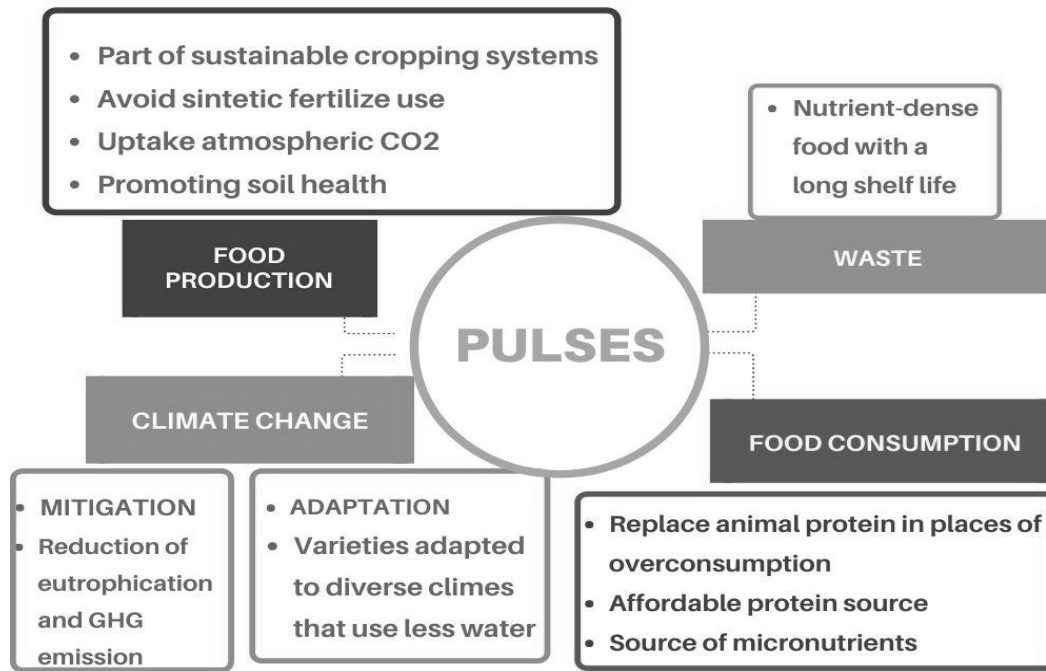 • Part of sustainable cropping systems
• Avoid sintetic fertilize use
• Uptake atmospheric CO2
• Promoting soil health
FOOD
PRODUCTION
• Nutrient-dense
food with a
long shelf life
WASTE
PULSES
CLIMATE CHANGE
• MITIGATION
• Reduction of
eutrophication
and GHG
emission
• ADAPTATION
• Varieties adapted
to diverse climes
that use less water
FOOD CONSUMPTION
• Replace animal protein in places of
overconsumption
• Affordable protein source
• Source of micronutrients